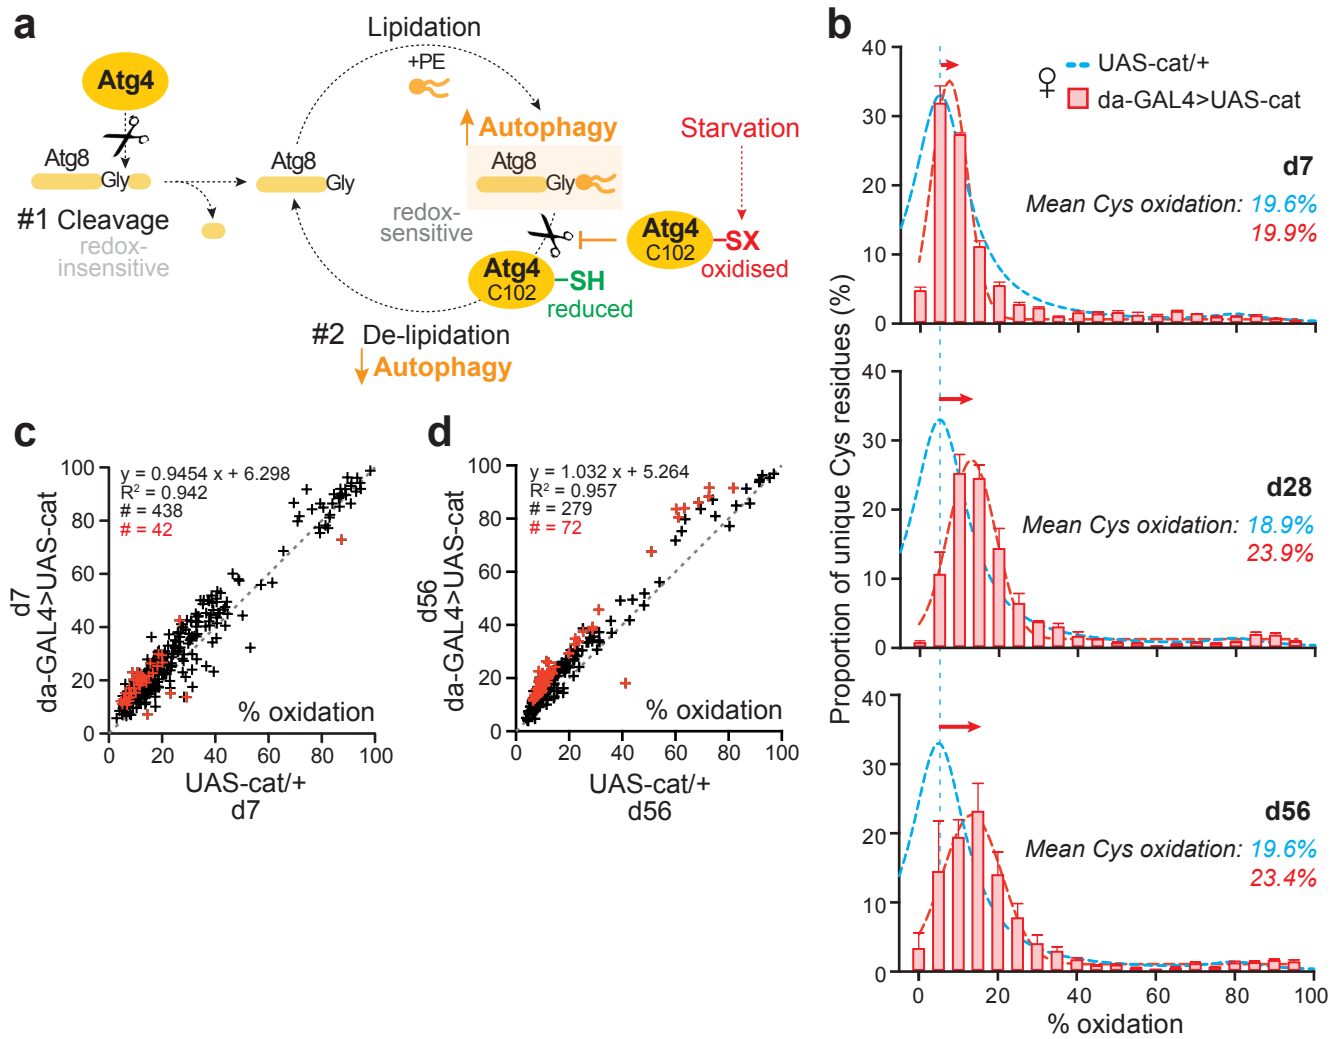 a
Lipidation
+PE
Atg4
Autophagy
Starvation
Atg8
Gly
Atg8
Gly
Atg8
Gly
#1 Cleavage
redox-
insensitive
redox-
sensitive
Atg4
C102
SH
reduced
Atg4
C102
SX
oxidised
#2 De-lipidation
Autophagy
b
♀
UAS-cat/+
da-GAL4>UAS-cat
Proportion of unique Cys residues (%)
40
30
20
10
0
d7
Mean Cys oxidation: 19.6%
19.9%
40
30
20
10
0
d28
Mean Cys oxidation: 18.9%
23.9%
40
30
20
10
0
d56
Mean Cys oxidation: 19.6%
23.4%
0 20 40 60 80 100
% oxidation
c
y = 0.9454 x + 6.298
R² = 0.942
# = 438
# = 42
d7
da-GAL4>UAS-cat
100
80
60
40
20
0
% oxidation
0 20 40 60 80 100
UAS-cat/+
d7
d
y = 1.032 x + 5.264
R² = 0.957
# = 279
# = 72
d56
da-GAL4>UAS-cat
100
80
60
40
20
0
% oxidation
0 20 40 60 80 100
UAS-cat/+
d56